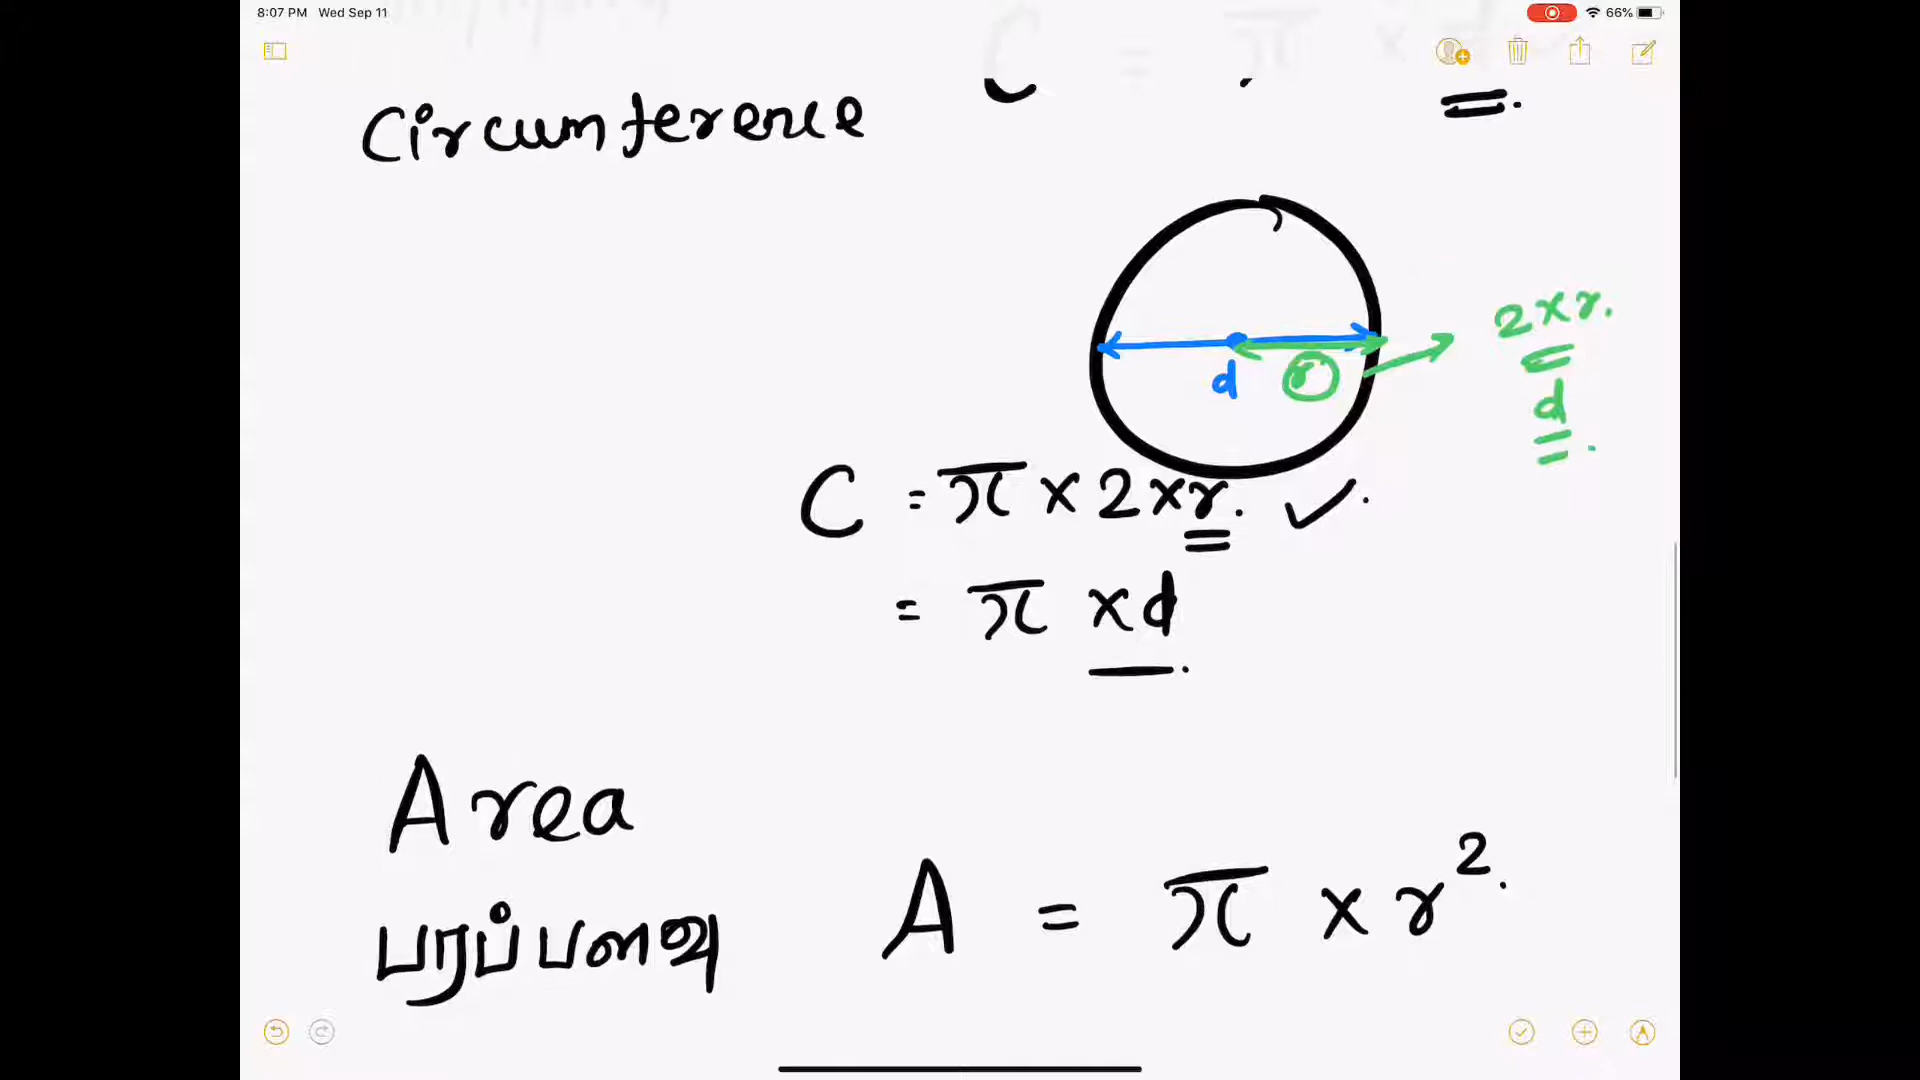 8:07 PM Wed Sep 11
66%
Circumference
2 × r.
d
d r
C = π × 2 × r.
= π × d
Area
பரப்பளவு
A = π × r².